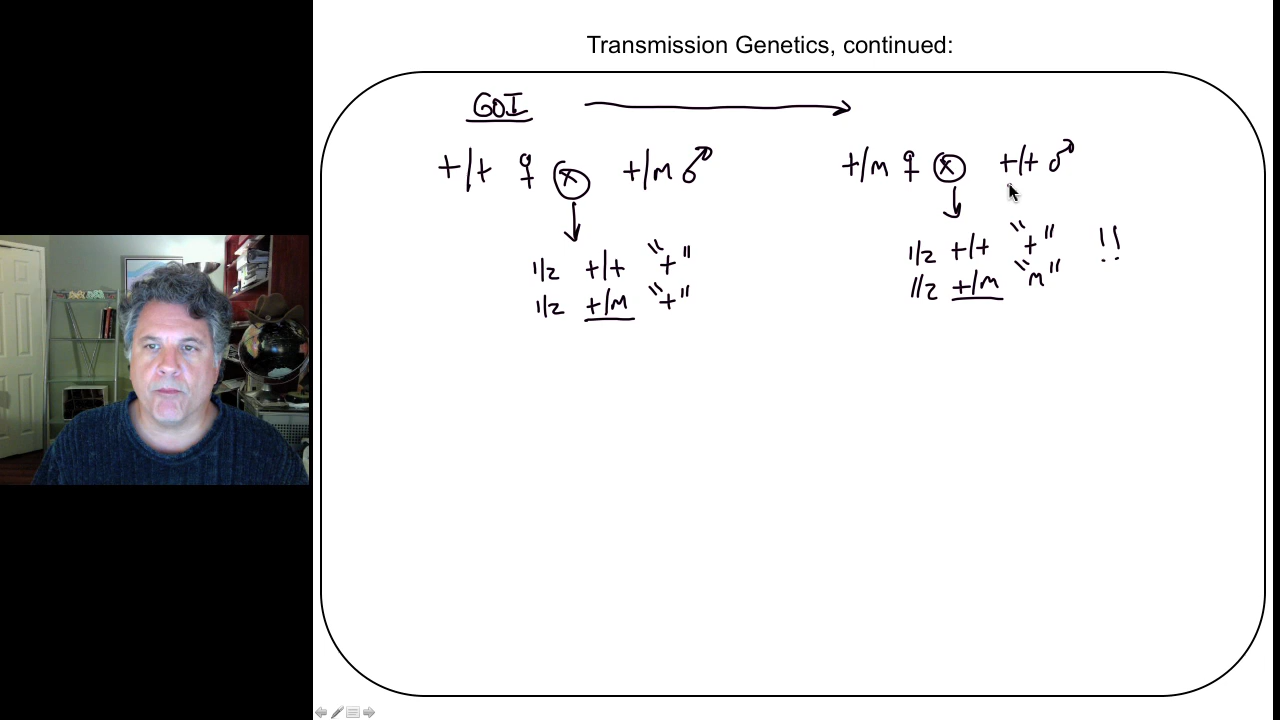 Transmission Genetics, continued:
GOI →
+/+ ♀ ⊗ +/m ♂
↓
1/2 +/+ "+"
1/2 +/m "+"
+/m ♀ ⊗ +/+ ♂
↓
1/2 +/+ "+" !!
1/2 +/m "m"